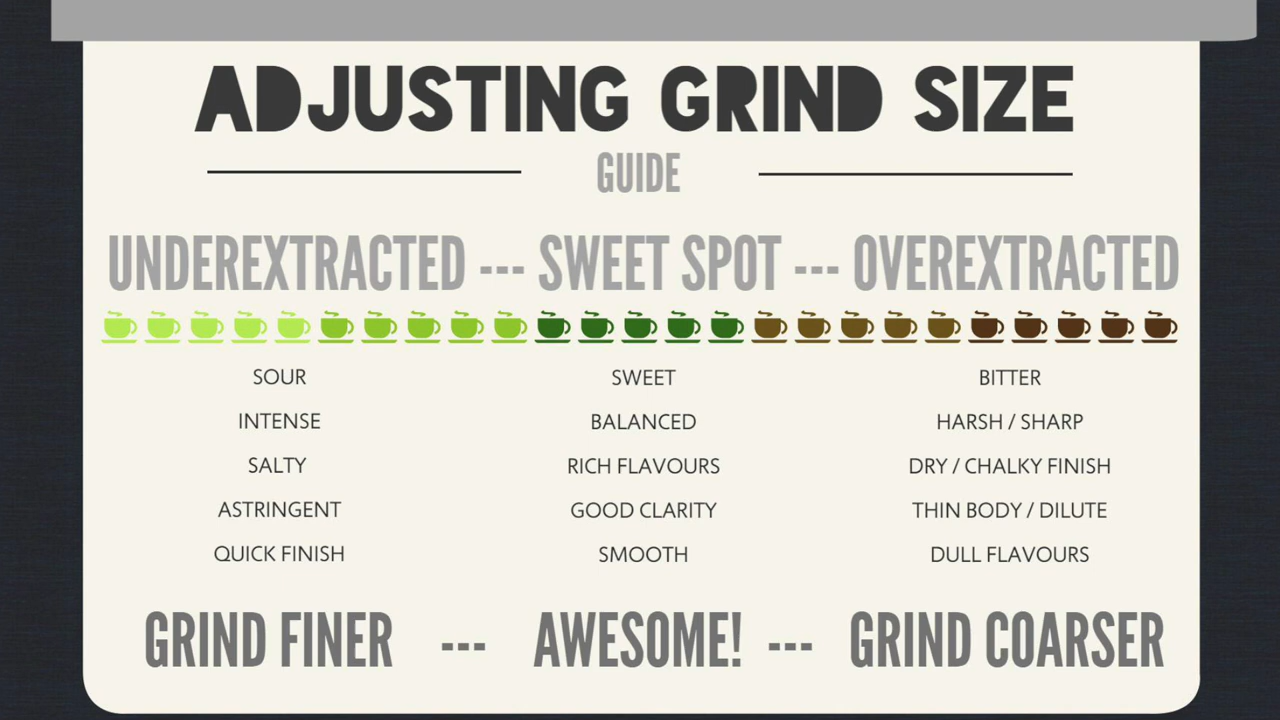 ADJUSTING GRIND SIZE
GUIDE
UNDEREXTRACTED --- SWEET SPOT --- OVEREXTRACTED
SOUR SWEET BITTER
INTENSE BALANCED HARSH / SHARP
SALTY RICH FLAVOURS DRY / CHALKY FINISH
ASTRINGENT GOOD CLARITY THIN BODY / DILUTE
QUICK FINISH SMOOTH DULL FLAVOURS
GRIND FINER --- AWESOME! --- GRIND COARSER